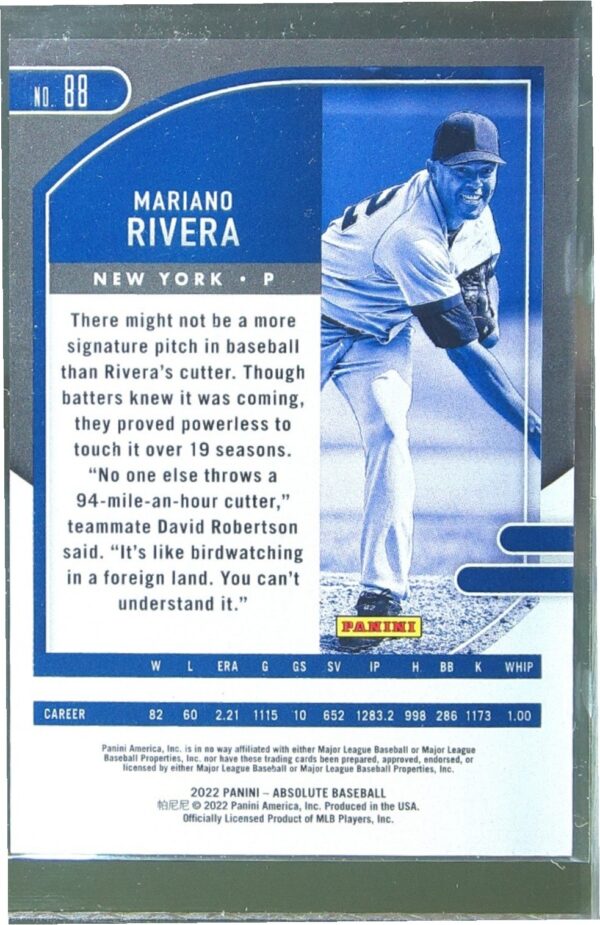 NO. 88
MARIANO
RIVERA
NEW YORK • P
There might not be a more
signature pitch in baseball
than Rivera's cutter. Though
batters knew it was coming,
they proved powerless to
touch it over 19 seasons.
“No one else throws a
94-mile-an-hour cutter,”
teammate David Robertson
said. “It's like birdwatching
in a foreign land. You can't
understand it.”
PANINI
W L ERA G GS SV IP H BB K WHIP
CAREER 82 60 2.21 1115 10 652 1283.2 998 286 1173 1.00
Panini America, Inc. is in no way affiliated with either Major League Baseball or Major League
Baseball Properties, Inc. nor have these trading cards been prepared, approved, endorsed, or
licensed by either Major League Baseball or Major League Baseball Properties, Inc.
2022 PANINI – ABSOLUTE BASEBALL
帕尼尼 © 2022 Panini America, Inc. Produced in the USA.
Officially Licensed Product of MLB Players, Inc.